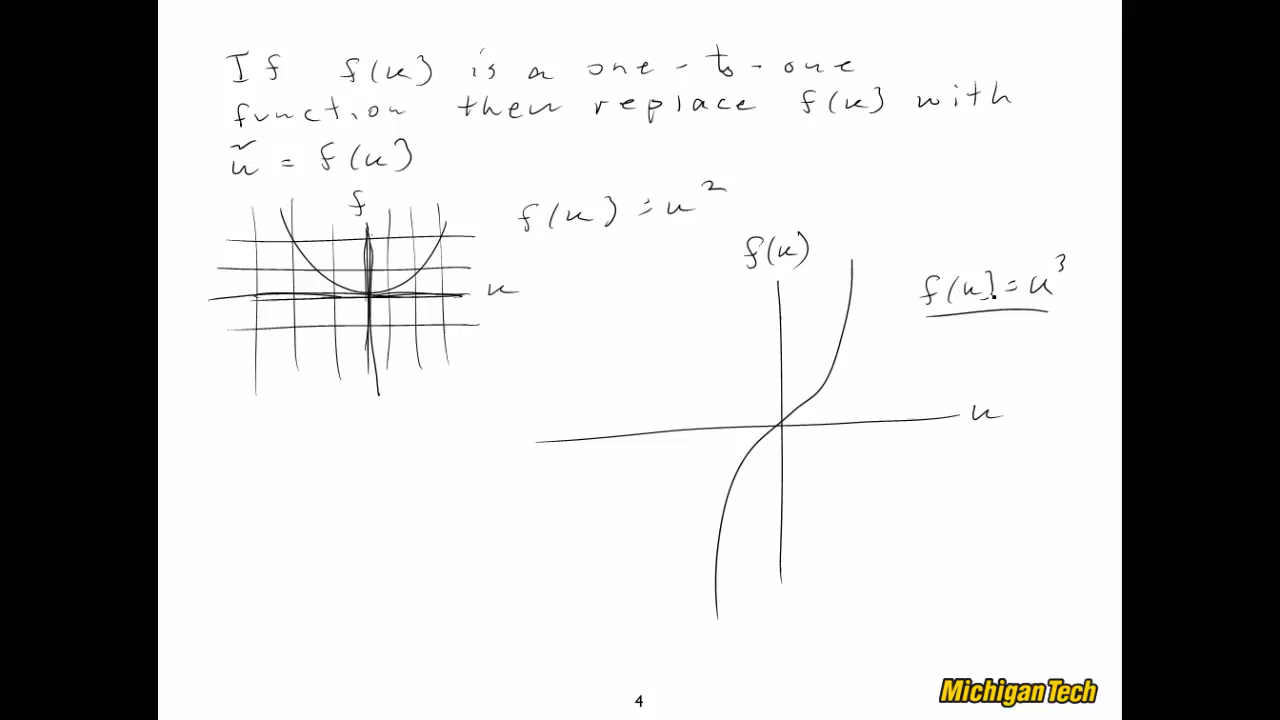 If f(u) is a one-to-one
function then replace f(u) with
ũ = f(u)
f
f(u) = u²
u
f(u)
f(u) = u³
u
4
Michigan Tech